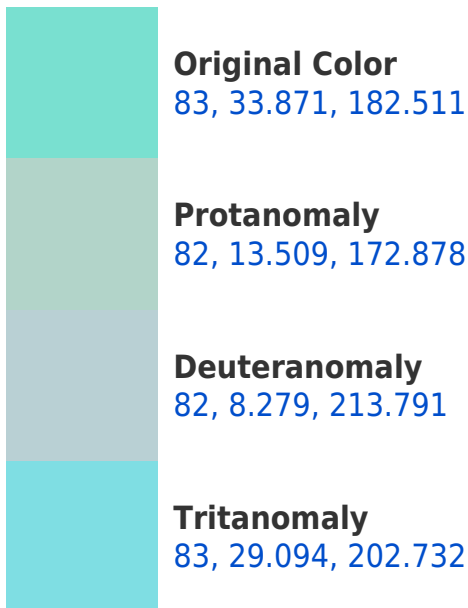 Original Color
83, 33.871, 182.511
Protanomaly
82, 13.509, 172.878
Deuteranomaly
82, 8.279, 213.791
Tritanomaly
83, 29.094, 202.732